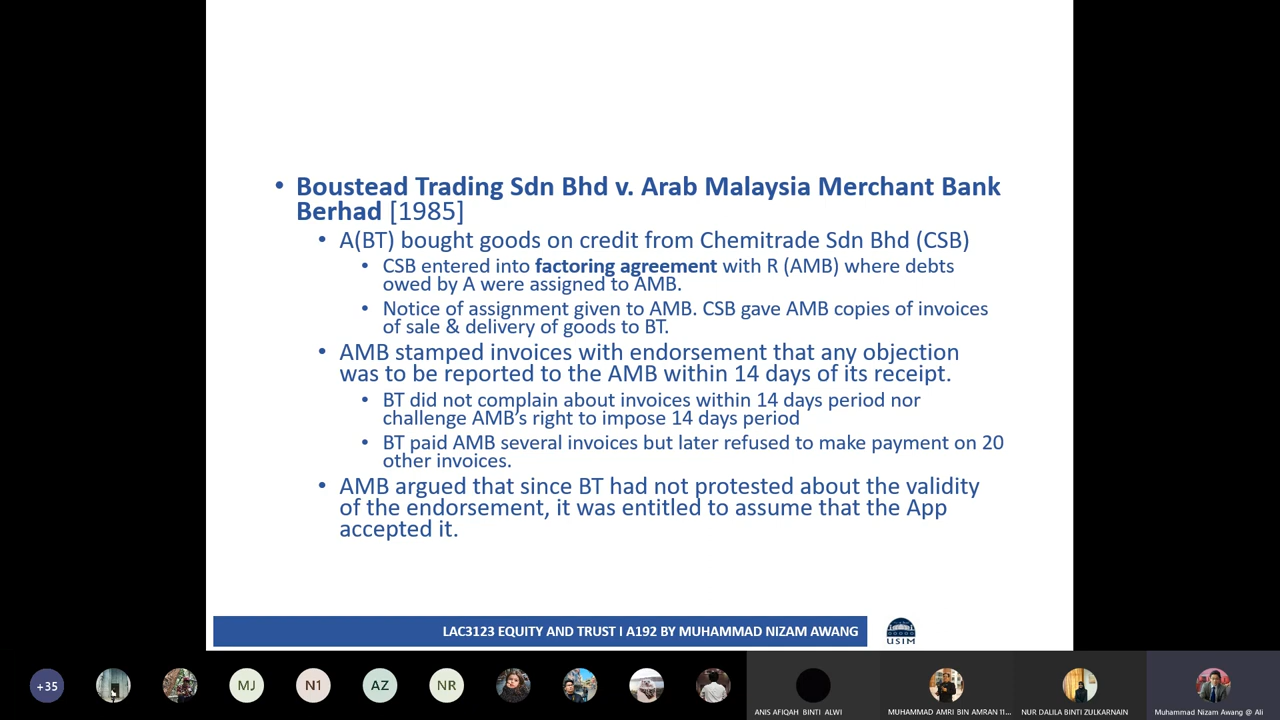 • Boustead Trading Sdn Bhd v. Arab Malaysia Merchant Bank
Berhad [1985]
• A(BT) bought goods on credit from Chemitrade Sdn Bhd (CSB)
• CSB entered into factoring agreement with R (AMB) where debts
owed by A were assigned to AMB.
• Notice of assignment given to AMB. CSB gave AMB copies of invoices
of sale & delivery of goods to BT.
• AMB stamped invoices with endorsement that any objection
was to be reported to the AMB within 14 days of its receipt.
• BT did not complain about invoices within 14 days period nor
challenge AMB's right to impose 14 days period
• BT paid AMB several invoices but later refused to make payment on 20
other invoices.
• AMB argued that since BT had not protested about the validity
of the endorsement, it was entitled to assume that the App
accepted it.
LAC3123 EQUITY AND TRUST I A192 BY MUHAMMAD NIZAM AWANG
USIM
+35
MJ
N1
AZ
NR
ANIS AFIQAH BINTI ALWI
MUHAMMAD AMRI BIN AMRAN 11...
NUR DALILA BINTI ZULKARNAIN
Muhammad Nizam Awang @ Ali